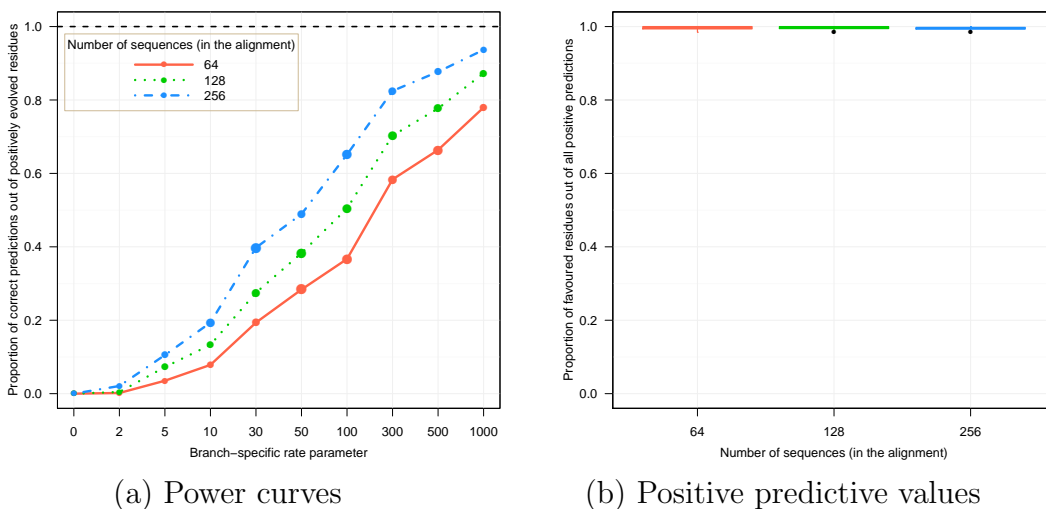 Proportion of correct predictions out of positively evolved residues
1.0
0.8
0.6
0.4
0.2
0.0
Number of sequences (in the alignment)
64
128
256
0 2 5 10 30 50 100 300 500 1000
Branch−specific rate parameter
(a) Power curves
Proportion of favoured residues out of all positive predictions
1.0
0.8
0.6
0.4
0.2
0.0
64 128 256
Number of sequences (in the alignment)
(b) Positive predictive values